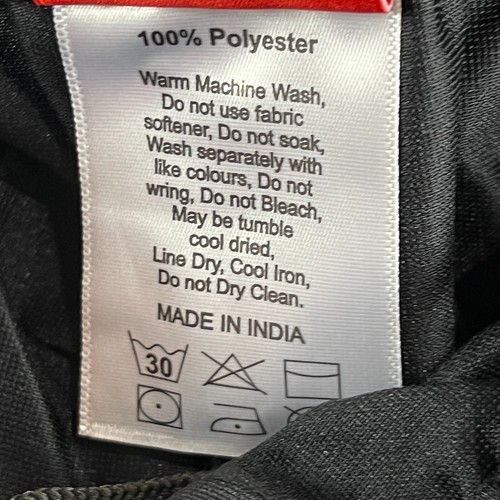 100% Polyester
Warm Machine Wash,
Do not use fabric
softener, Do not soak,
Wash separately with
like colours, Do not
wring, Do not Bleach,
May be tumble
cool dried,
Line Dry, Cool Iron,
Do not Dry Clean.
MADE IN INDIA
30